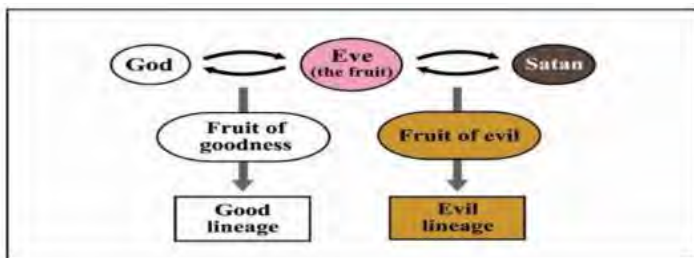 God
Eve
(the fruit)
Satan
Fruit of
goodness
Fruit of evil
Good
lineage
Evil
lineage